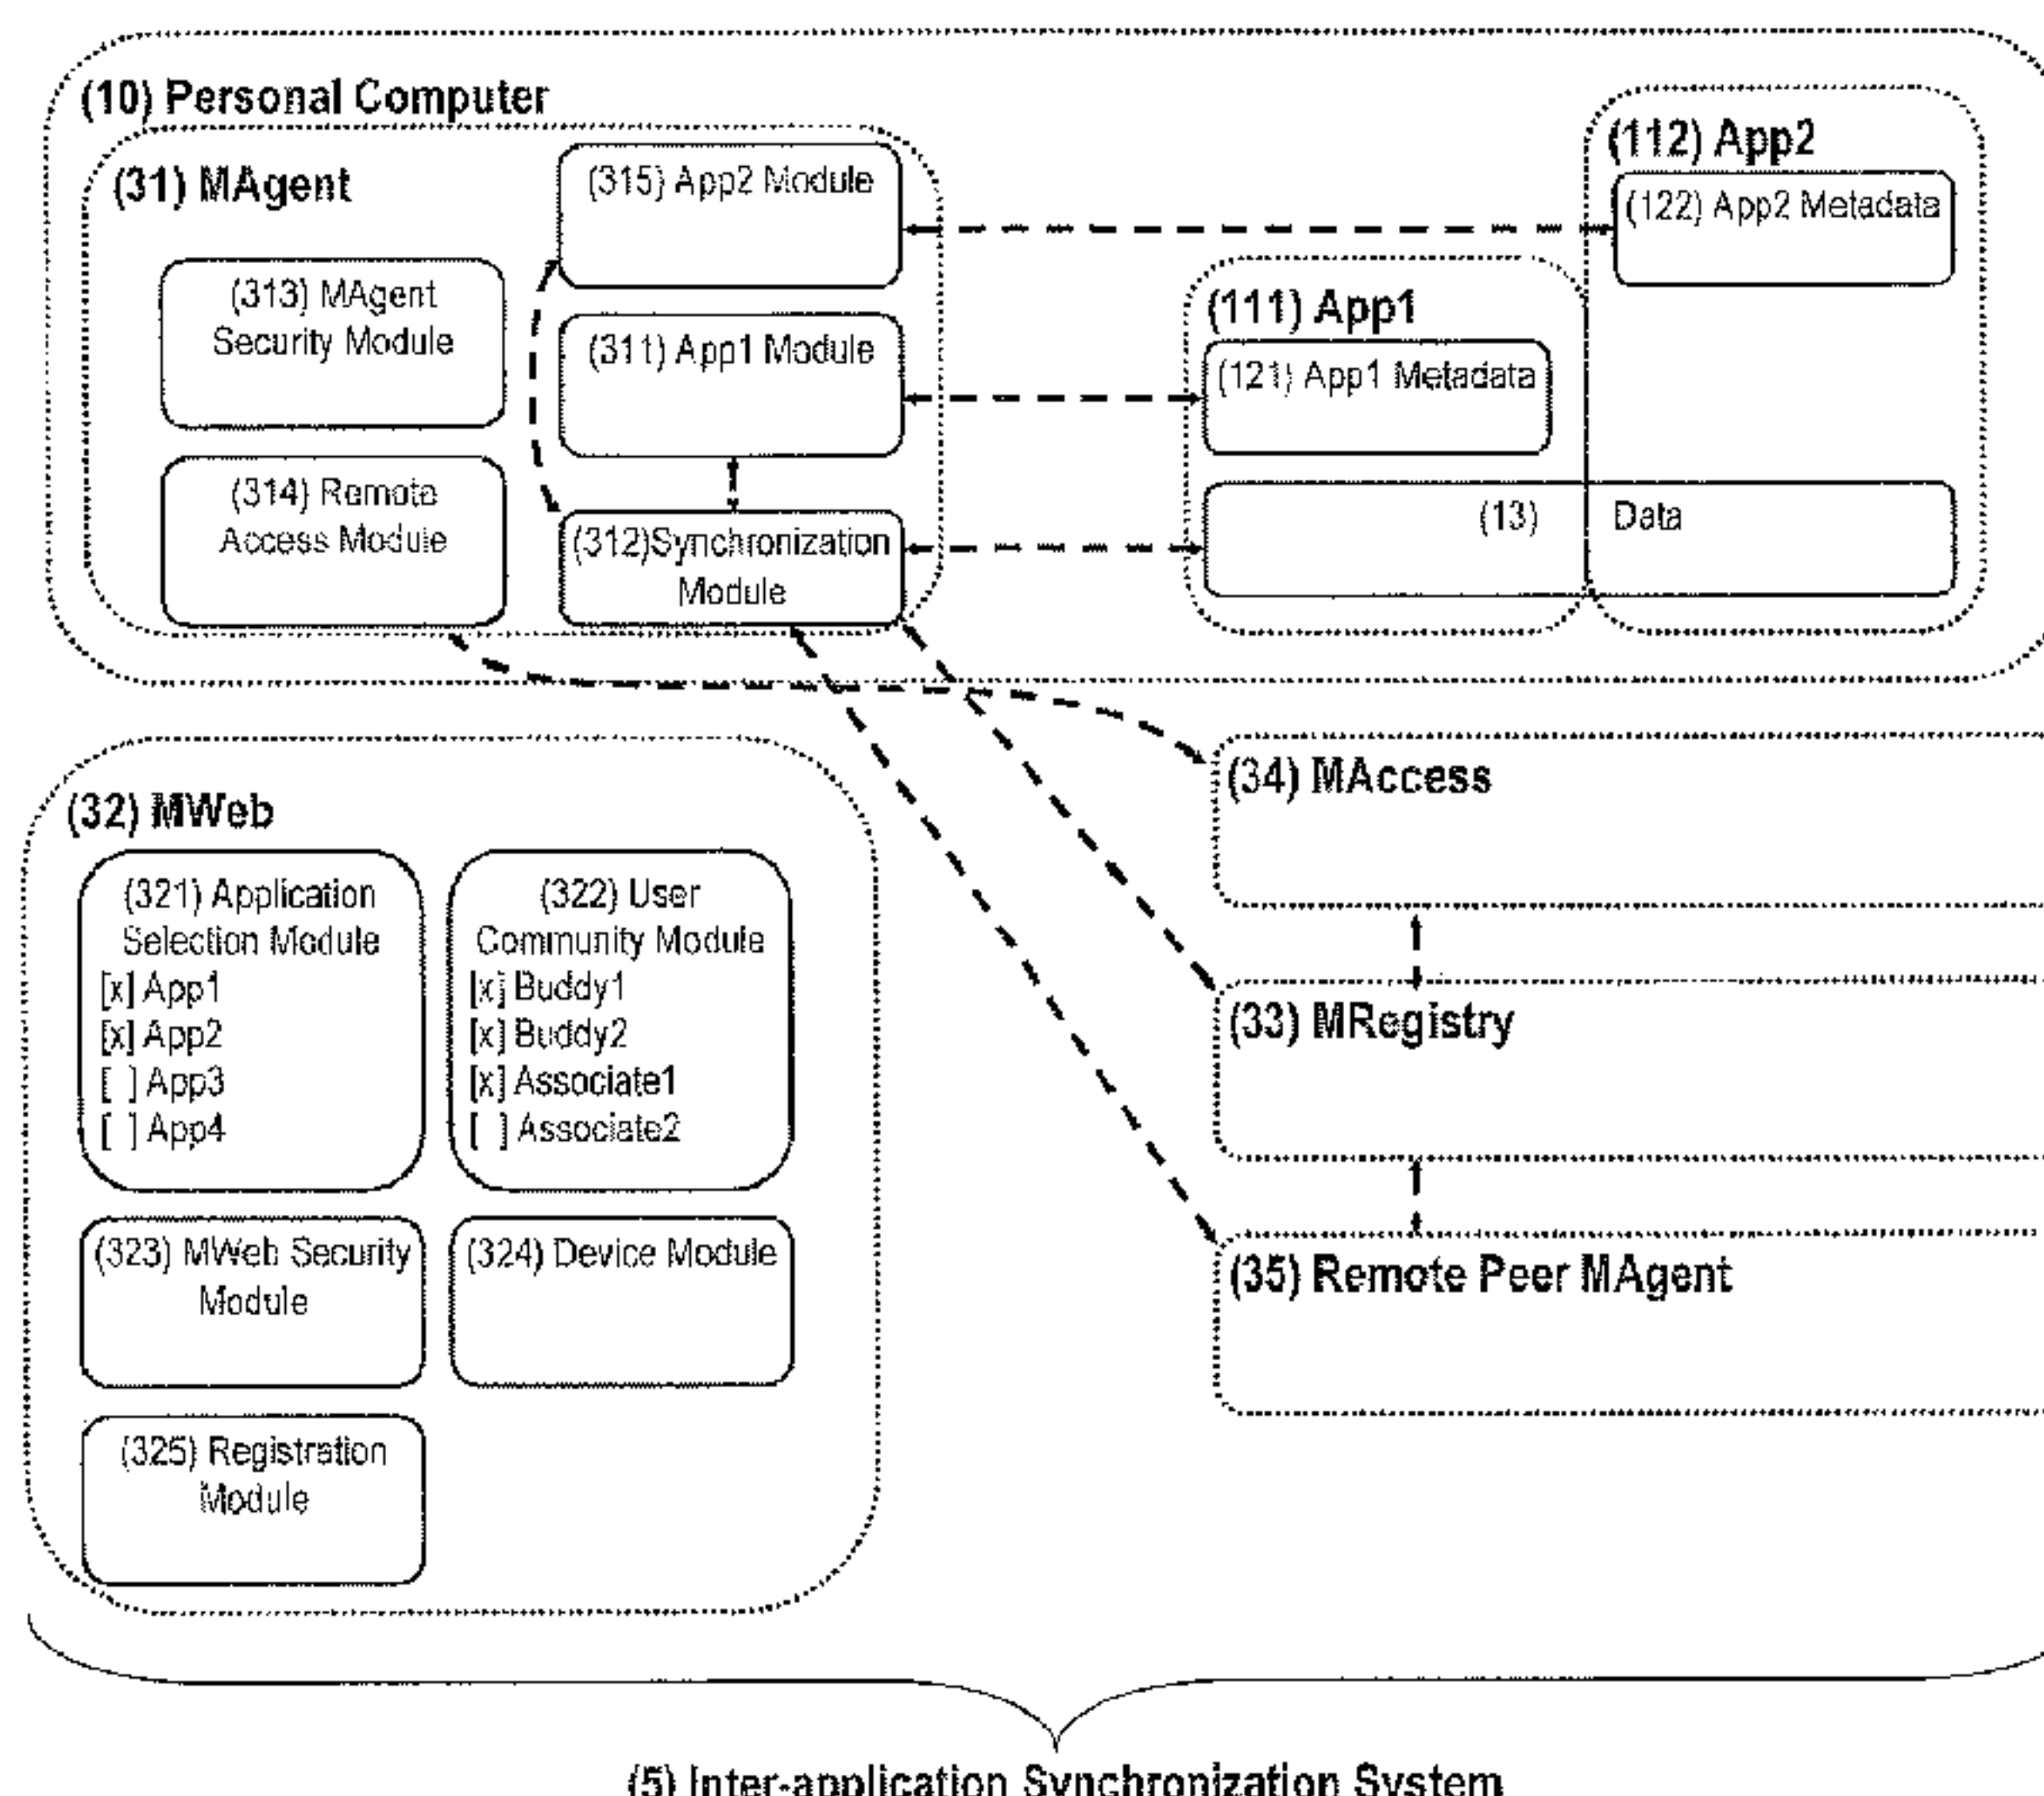 (10) Personal Computer
(31) MAgent
(315) App2 Module
(313) MAgent
Security Module
(311) App1 Module
(314) Remote
Access Module
(312)Synchronization
Module
(112) App2
(122) App2 Metadata
(111) App1
(121) App1 Metadata
(13) Data
(32) MWeb
(321) Application
Selection Module
[x] App1
[x] App2
[ ] App3
[ ] App4
(322) User
Community Module
[x] Buddy1
[x] Buddy2
[x] Associate1
[ ] Associate2
(323) MWeb Security
Module
(324) Device Module
(325) Registration
Module
(34) MAccess
(33) MRegistry
(35) Remote Peer MAgent
(5) Inter-application Synchronization System